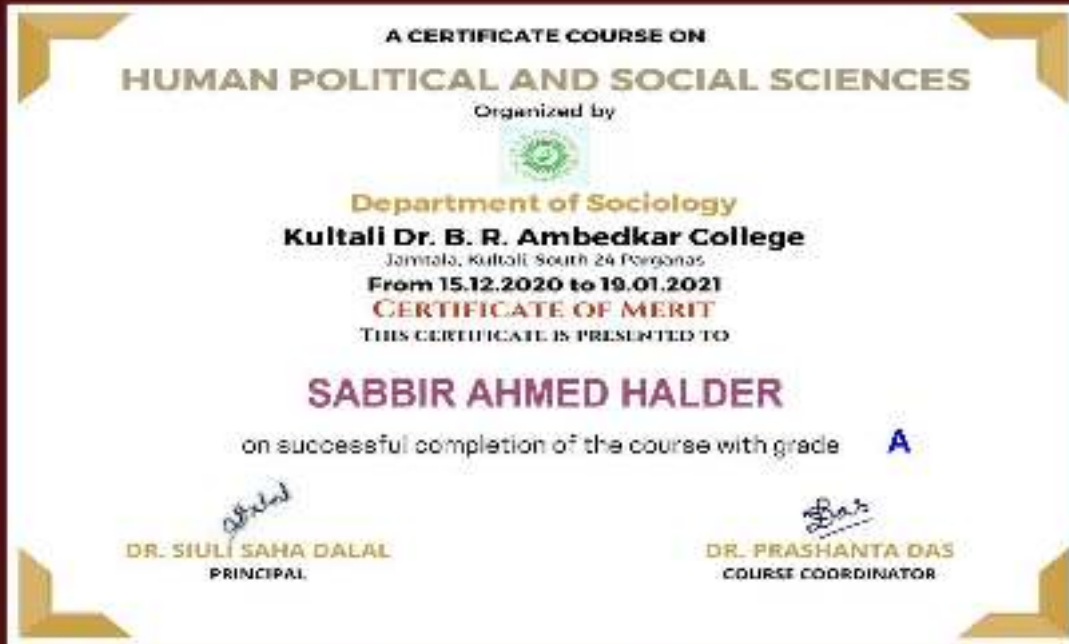 A CERTIFICATE COURSE ON
HUMAN POLITICAL AND SOCIAL SCIENCES
Organized by
Department of Sociology
Kultali Dr. B. R. Ambedkar College
Jamtala, Kultali, South 24 Parganas
From 15.12.2020 to 19.01.2021
CERTIFICATE OF MERIT
THIS CERTIFICATE IS PRESENTED TO
SABBIR AHMED HALDER
on successful completion of the course with grade A
DR. SIULI SAHA DALAL
PRINCIPAL
Das
DR. PRASHANTA DAS
COURSE COORDINATOR